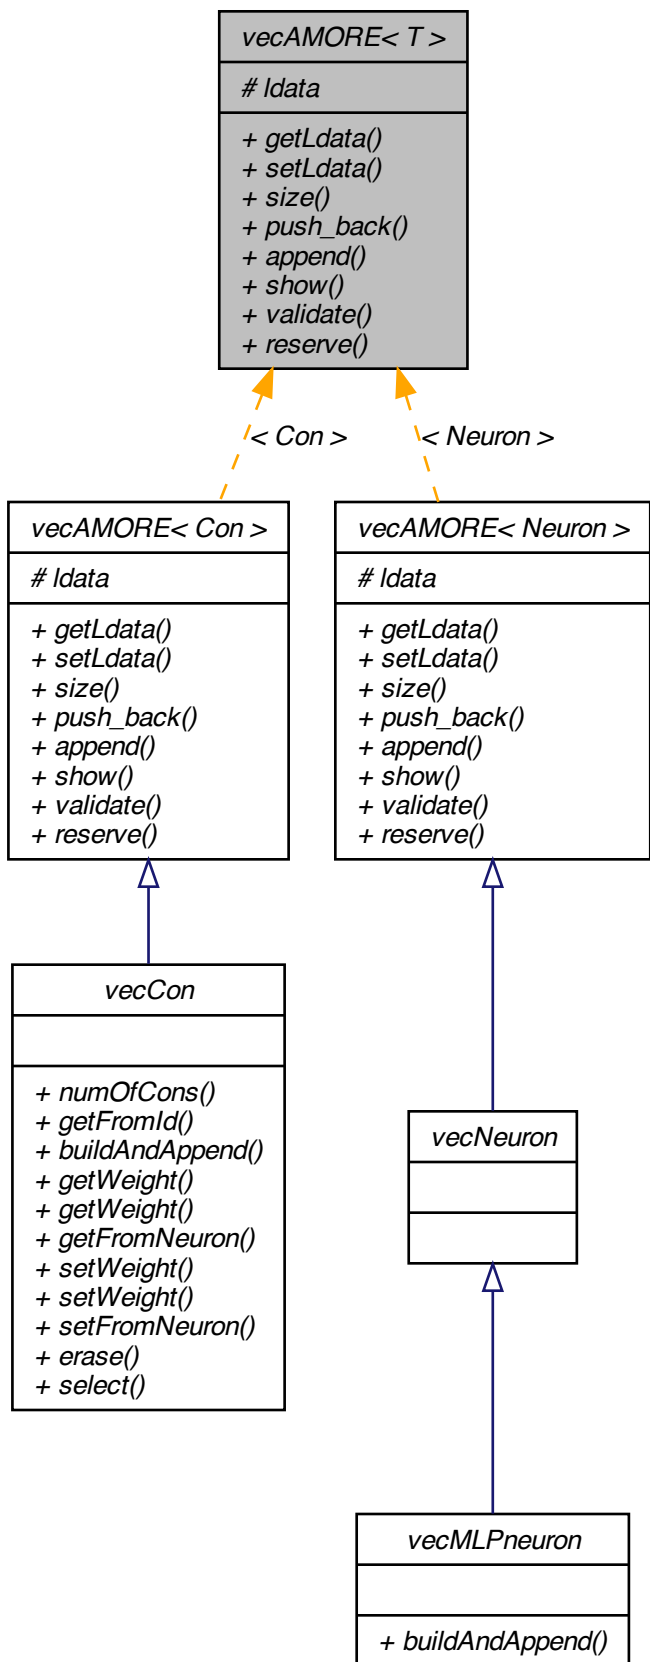 vecAMORE< T >
# ldata
+ getLdata()
+ setLdata()
+ size()
+ push_back()
+ append()
+ show()
+ validate()
+ reserve()
< Con >
< Neuron >
vecAMORE< Con >
# ldata
+ getLdata()
+ setLdata()
+ size()
+ push_back()
+ append()
+ show()
+ validate()
+ reserve()
vecAMORE< Neuron >
# ldata
+ getLdata()
+ setLdata()
+ size()
+ push_back()
+ append()
+ show()
+ validate()
+ reserve()
vecCon
+ numOfCons()
+ getFromId()
+ buildAndAppend()
+ getWeight()
+ getWeight()
+ getFromNeuron()
+ setWeight()
+ setWeight()
+ setFromNeuron()
+ erase()
+ select()
vecNeuron
vecMLPneuron
+ buildAndAppend()